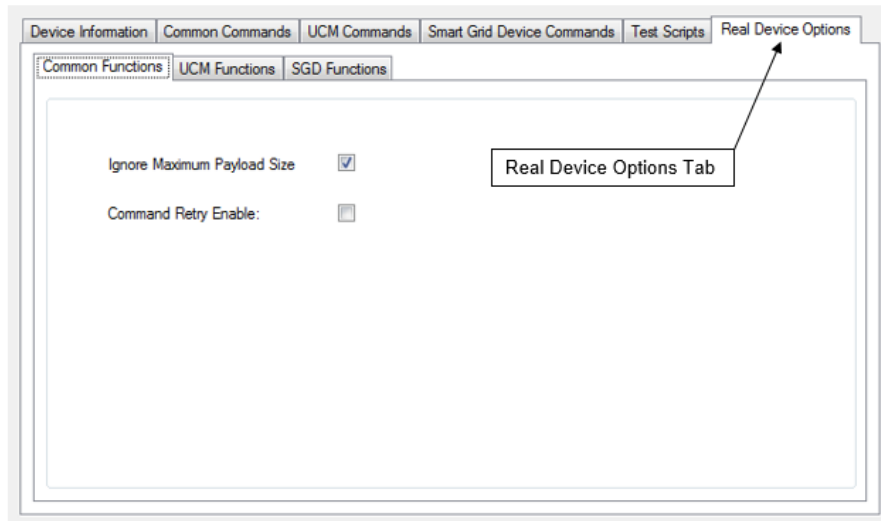 Device Information Common Commands UCM Commands Smart Grid Device Commands Test Scripts Real Device Options
Common Functions UCM Functions SGD Functions
Ignore Maximum Payload Size
Real Device Options Tab
Command Retry Enable: